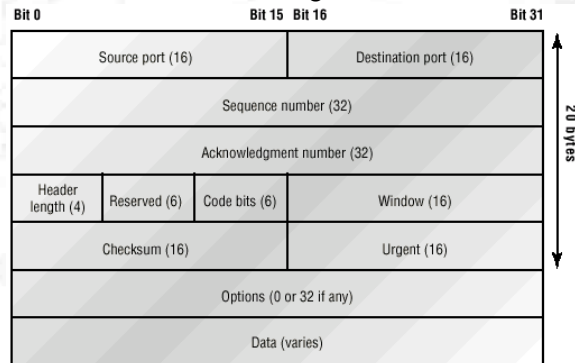 Bit 0 Bit 15 Bit 16 Bit 31
Source port (16) Destination port (16)
Sequence number (32)
Acknowledgment number (32)
Header
length (4) Reserved (6) Code bits (6) Window (16)
Checksum (16) Urgent (16)
Options (0 or 32 if any)
Data (varies)
20 bytes